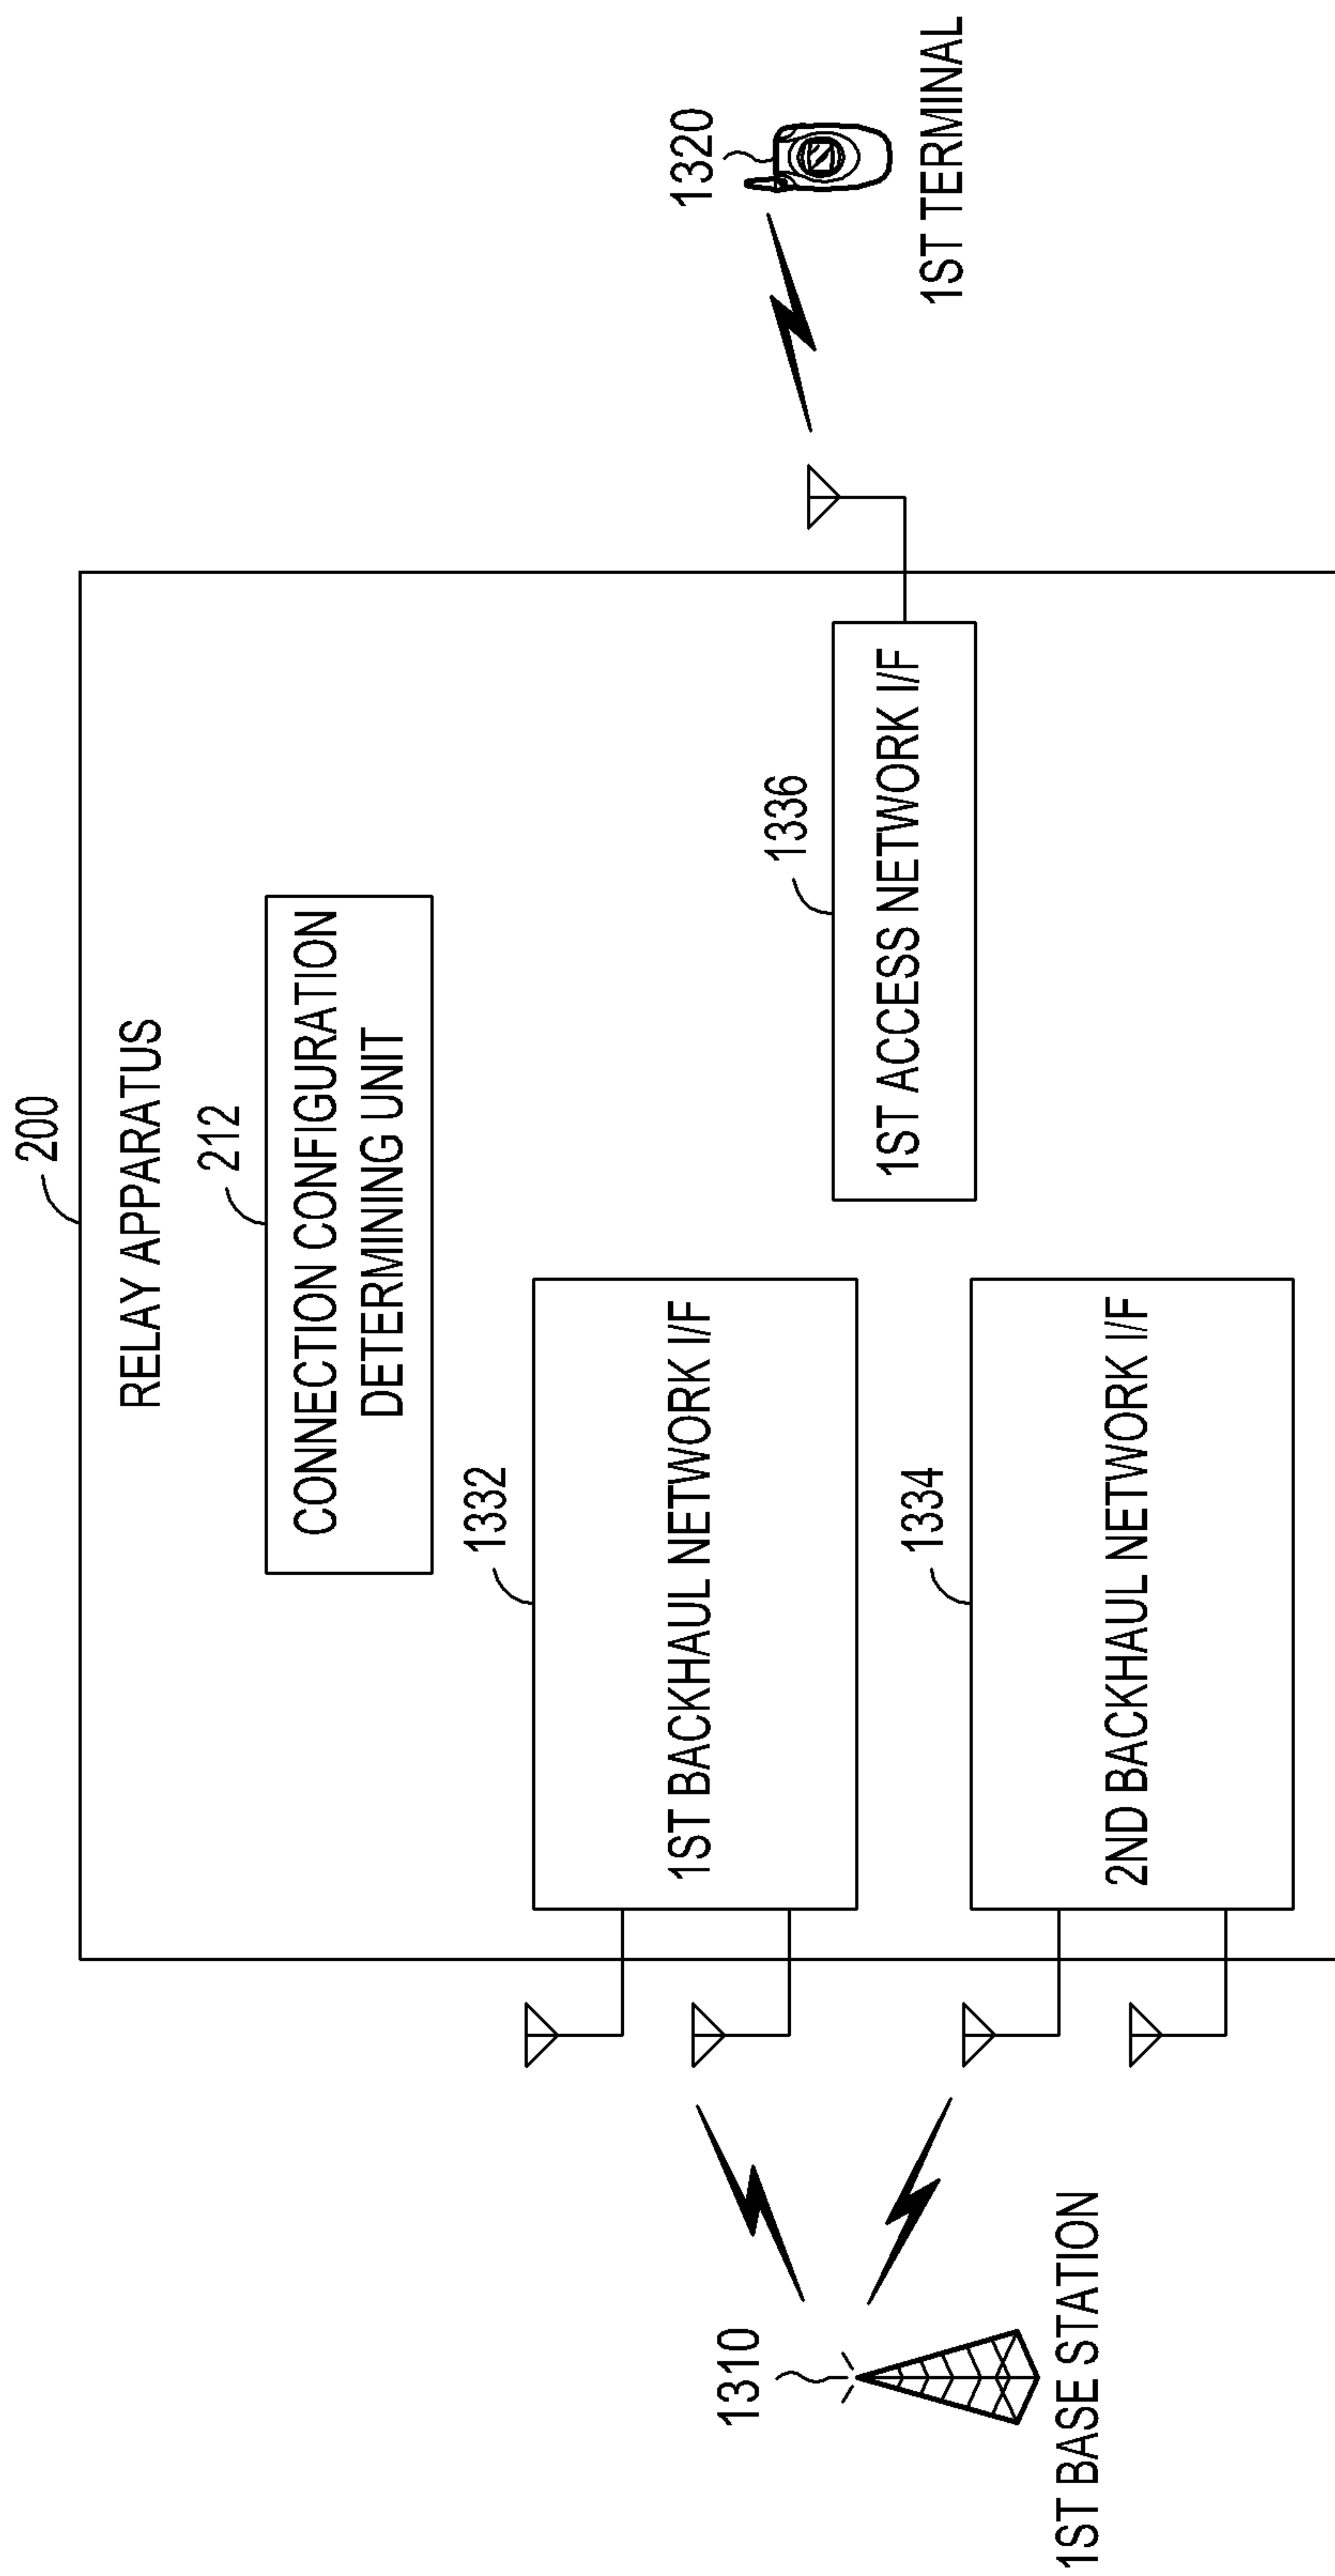 200
RELAY APPARATUS
212
CONNECTION CONFIGURATION
DETERMINING UNIT
1332
1ST BACKHAUL NETWORK I/F
1310
1ST BASE STATION
1334
2ND BACKHAUL NETWORK I/F
1336
1ST ACCESS NETWORK I/F
1320
1ST TERMINAL